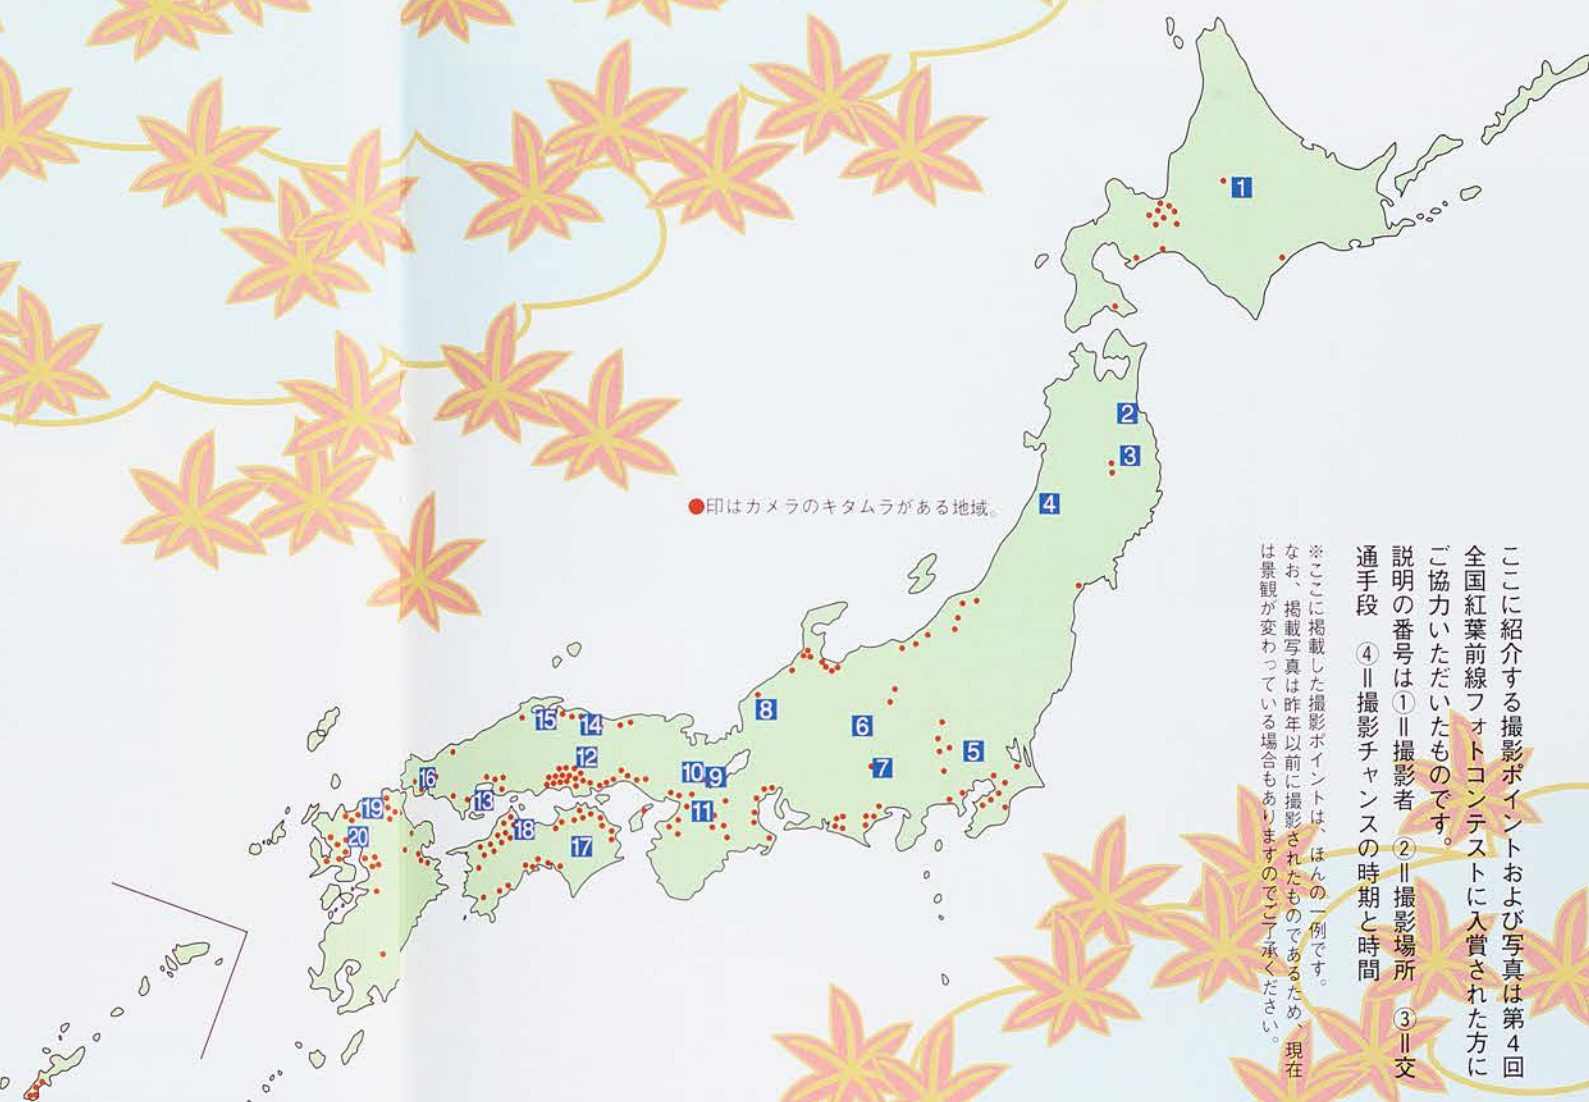 1
2
3
4
●印はカメラのキタムラがある地域。
ここに紹介する撮影ポイントおよび写真は第4回
全国紅葉前線フォトコンテストに入賞された方に
ご協力いただいたものです。
説明の番号は①＝撮影者　②＝撮影場所　③＝交
通手段　④＝撮影チャンスの時期と時間
※ここに掲載した撮影ポイントは、ほんの一例です。
なお、掲載写真は昨年以前に撮影されたものであるため、現在
は景観が変わっている場合もありますのでご了承ください。
5
6
7
8
9
10
11
12
13
14
15
16
17
18
19
20